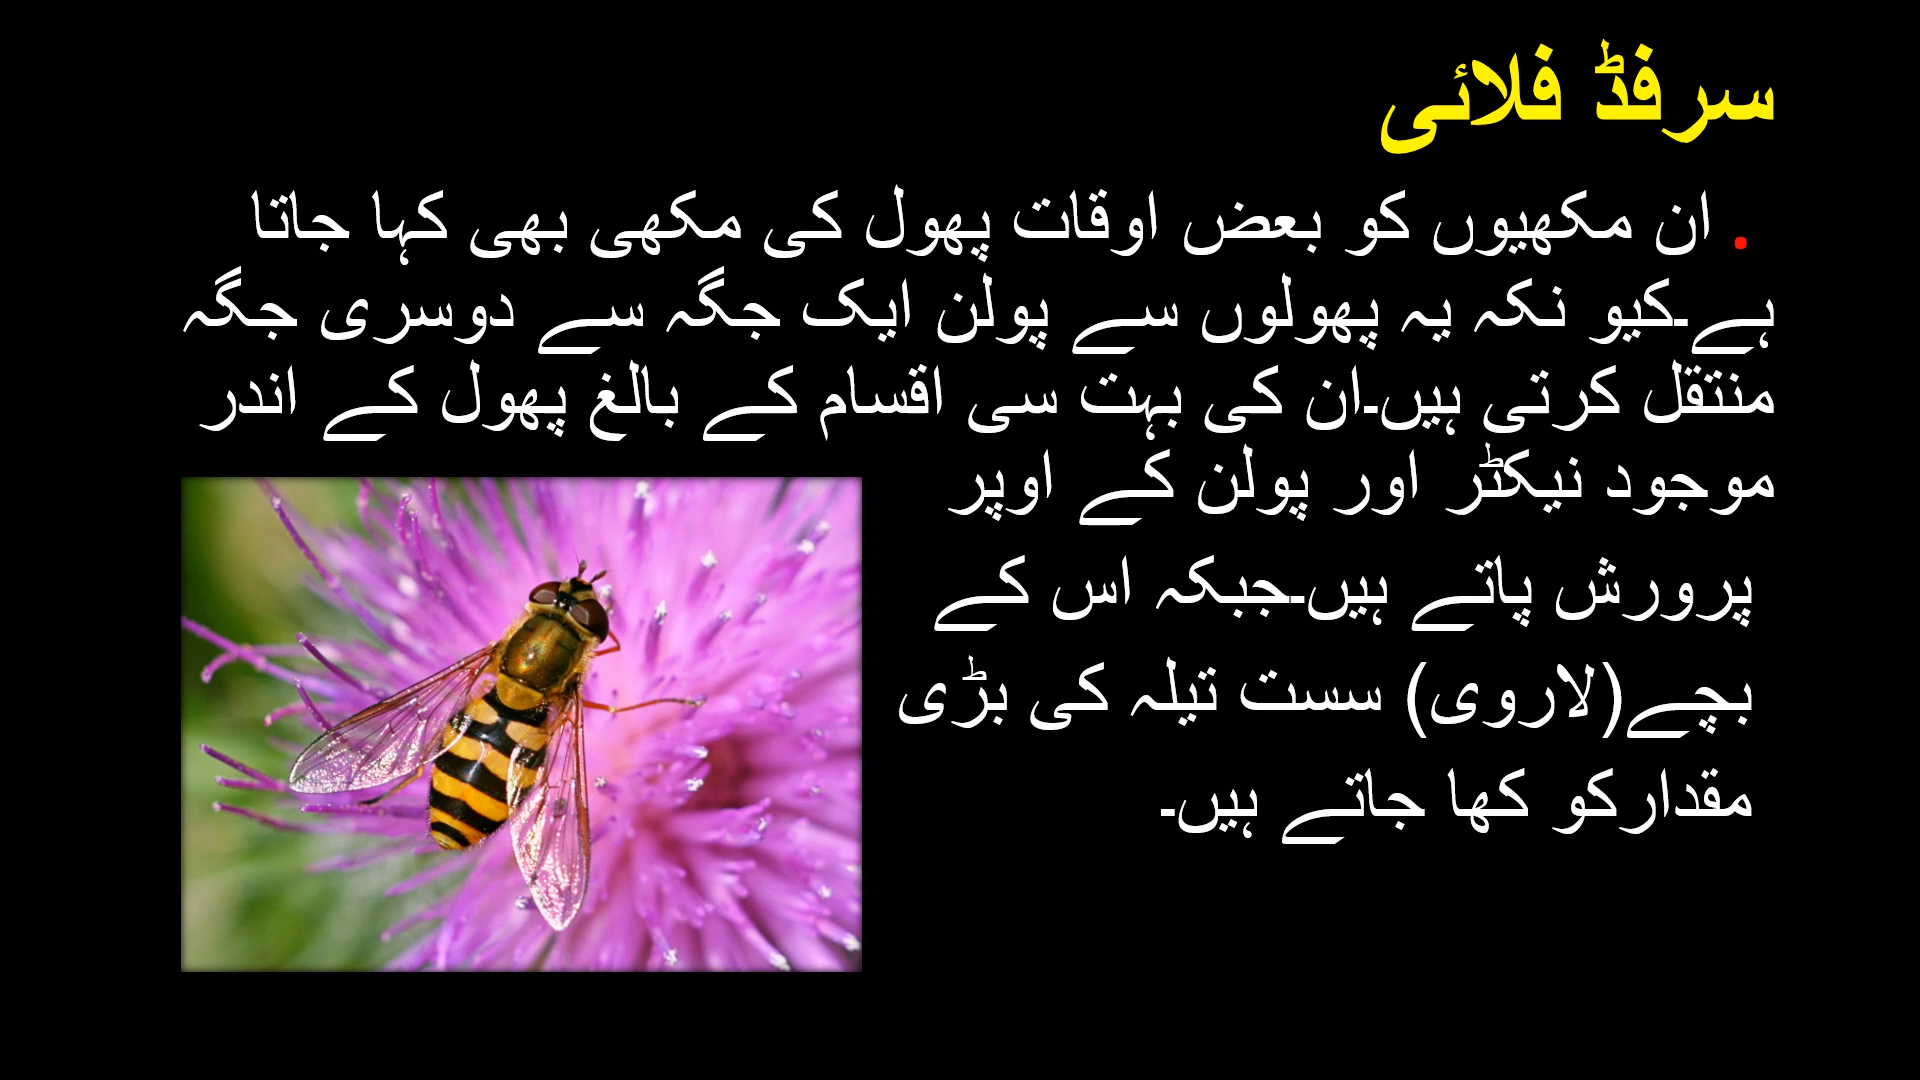 سرفڈ فلائی
. ان مکھیوں کو بعض اوقات پھول کی مکھی بھی کہا جاتا
ہے۔کیو نکہ یہ پھولوں سے پولن ایک جگہ سے دوسری جگہ
منتقل کرتی ہیں۔ان کی بہت سی اقسام کے بالغ پھول کے اندر
موجود نیکٹر اور پولن کے اوپر
پرورش پاتے ہیں۔جبکہ اس کے
بچے(لاروی) سست تیلہ کی بڑی
مقدارکو کھا جاتے ہیں۔